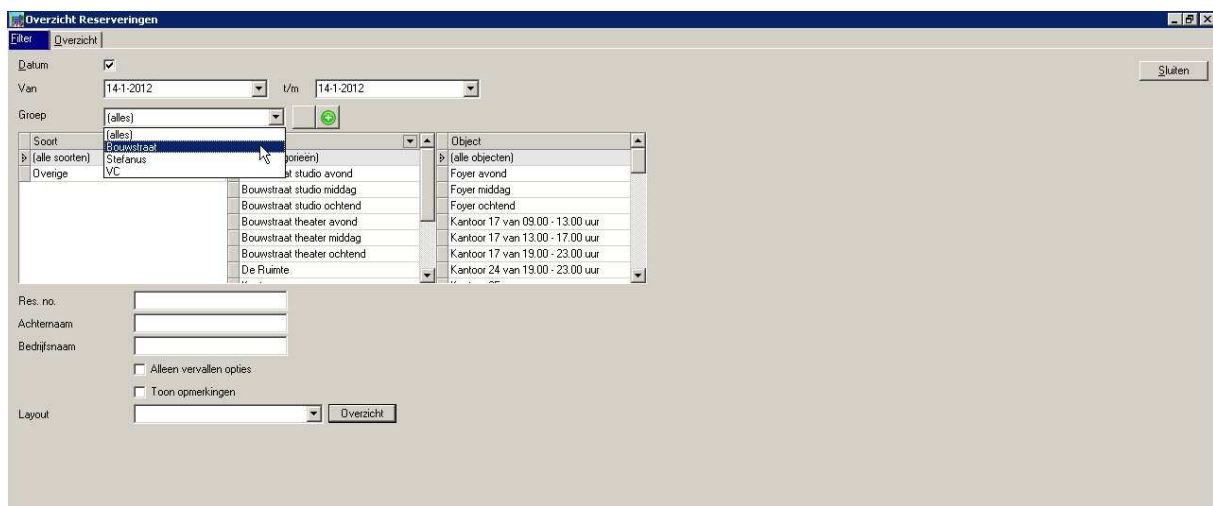 Overzicht Reserveringen
Filter Overzicht
Datum
Sluiten
Van 14-1-2012 t/m 14-1-2012
Groep (alles)
(alles)
Bouwstraat
Stefanus
VC
Soort Object
(alle soorten) (alle objecten)
Overige studio avond Foyer avond
Bouwstraat studio middag Foyer middag
Bouwstraat studio ochtend Foyer ochtend
Bouwstraat theater avond Kantoor 17 van 09.00 - 13.00 uur
Bouwstraat theater middag Kantoor 17 van 13.00 - 17.00 uur
Bouwstraat theater ochtend Kantoor 17 van 19.00 - 23.00 uur
De Ruimte Kantoor 24 van 19.00 - 23.00 uur
Res. no.
Achternaam
Bedrijfsnaam
Alleen vervallen opties
Toon opmerkingen
Layout Overzicht